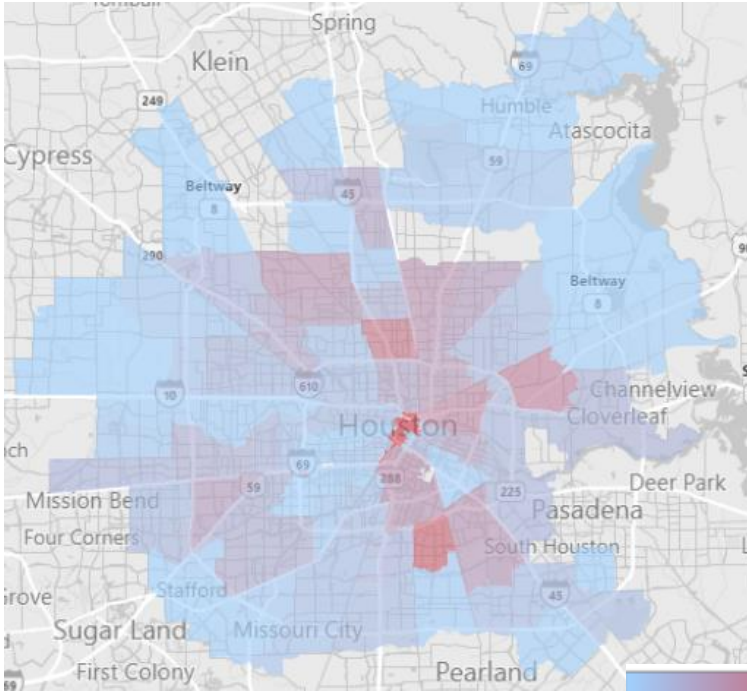 Tomball
Spring
Klein
69
249
Humble
Atascocita
Cypress
59
Beltway
8
45
290
Beltway
8
610
10
Channelview
Cloverleaf
Houston
69
59
288
225
Deer Park
Mission Bend
Pasadena
Four Corners
South Houston
Stafford
45
Sugar Land
Missouri City
First Colony
Pearland
69